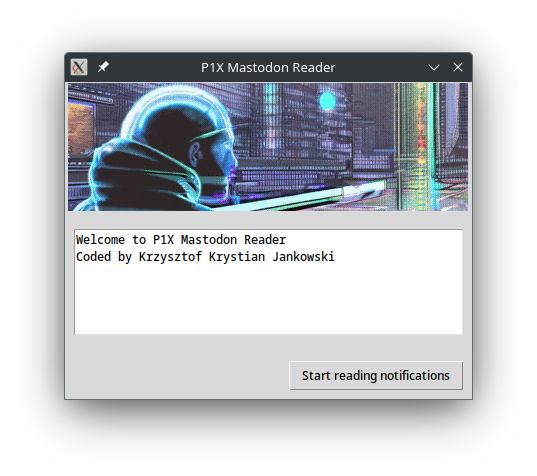 P1X Mastodon Reader
Welcome to P1X Mastodon Reader
Coded by Krzysztof Krystian Jankowski
Start reading notifications